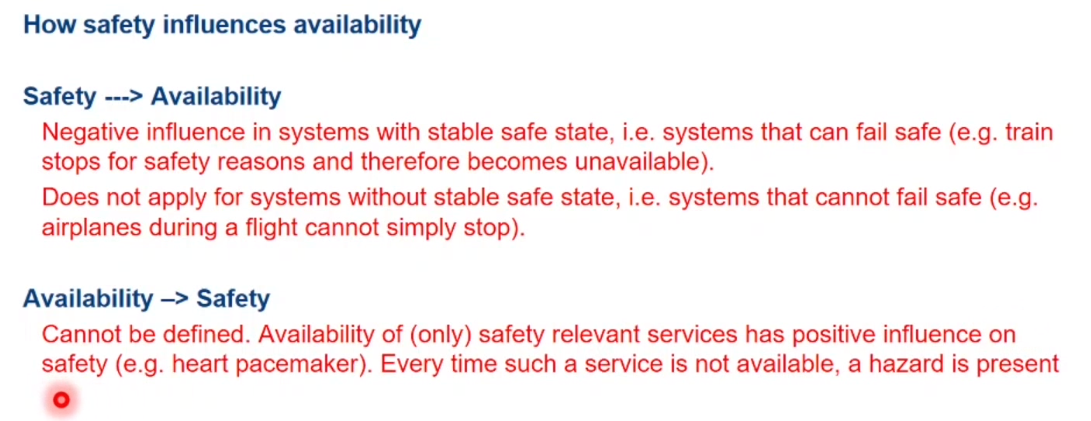 How safety influences availability
Safety ---> Availability
Negative influence in systems with stable safe state, i.e. systems that can fail safe (e.g. train
stops for safety reasons and therefore becomes unavailable).
Does not apply for systems without stable safe state, i.e. systems that cannot fail safe (e.g.
airplanes during a flight cannot simply stop).
Availability –> Safety
Cannot be defined. Availability of (only) safety relevant services has positive influence on
safety (e.g. heart pacemaker). Every time such a service is not available, a hazard is present